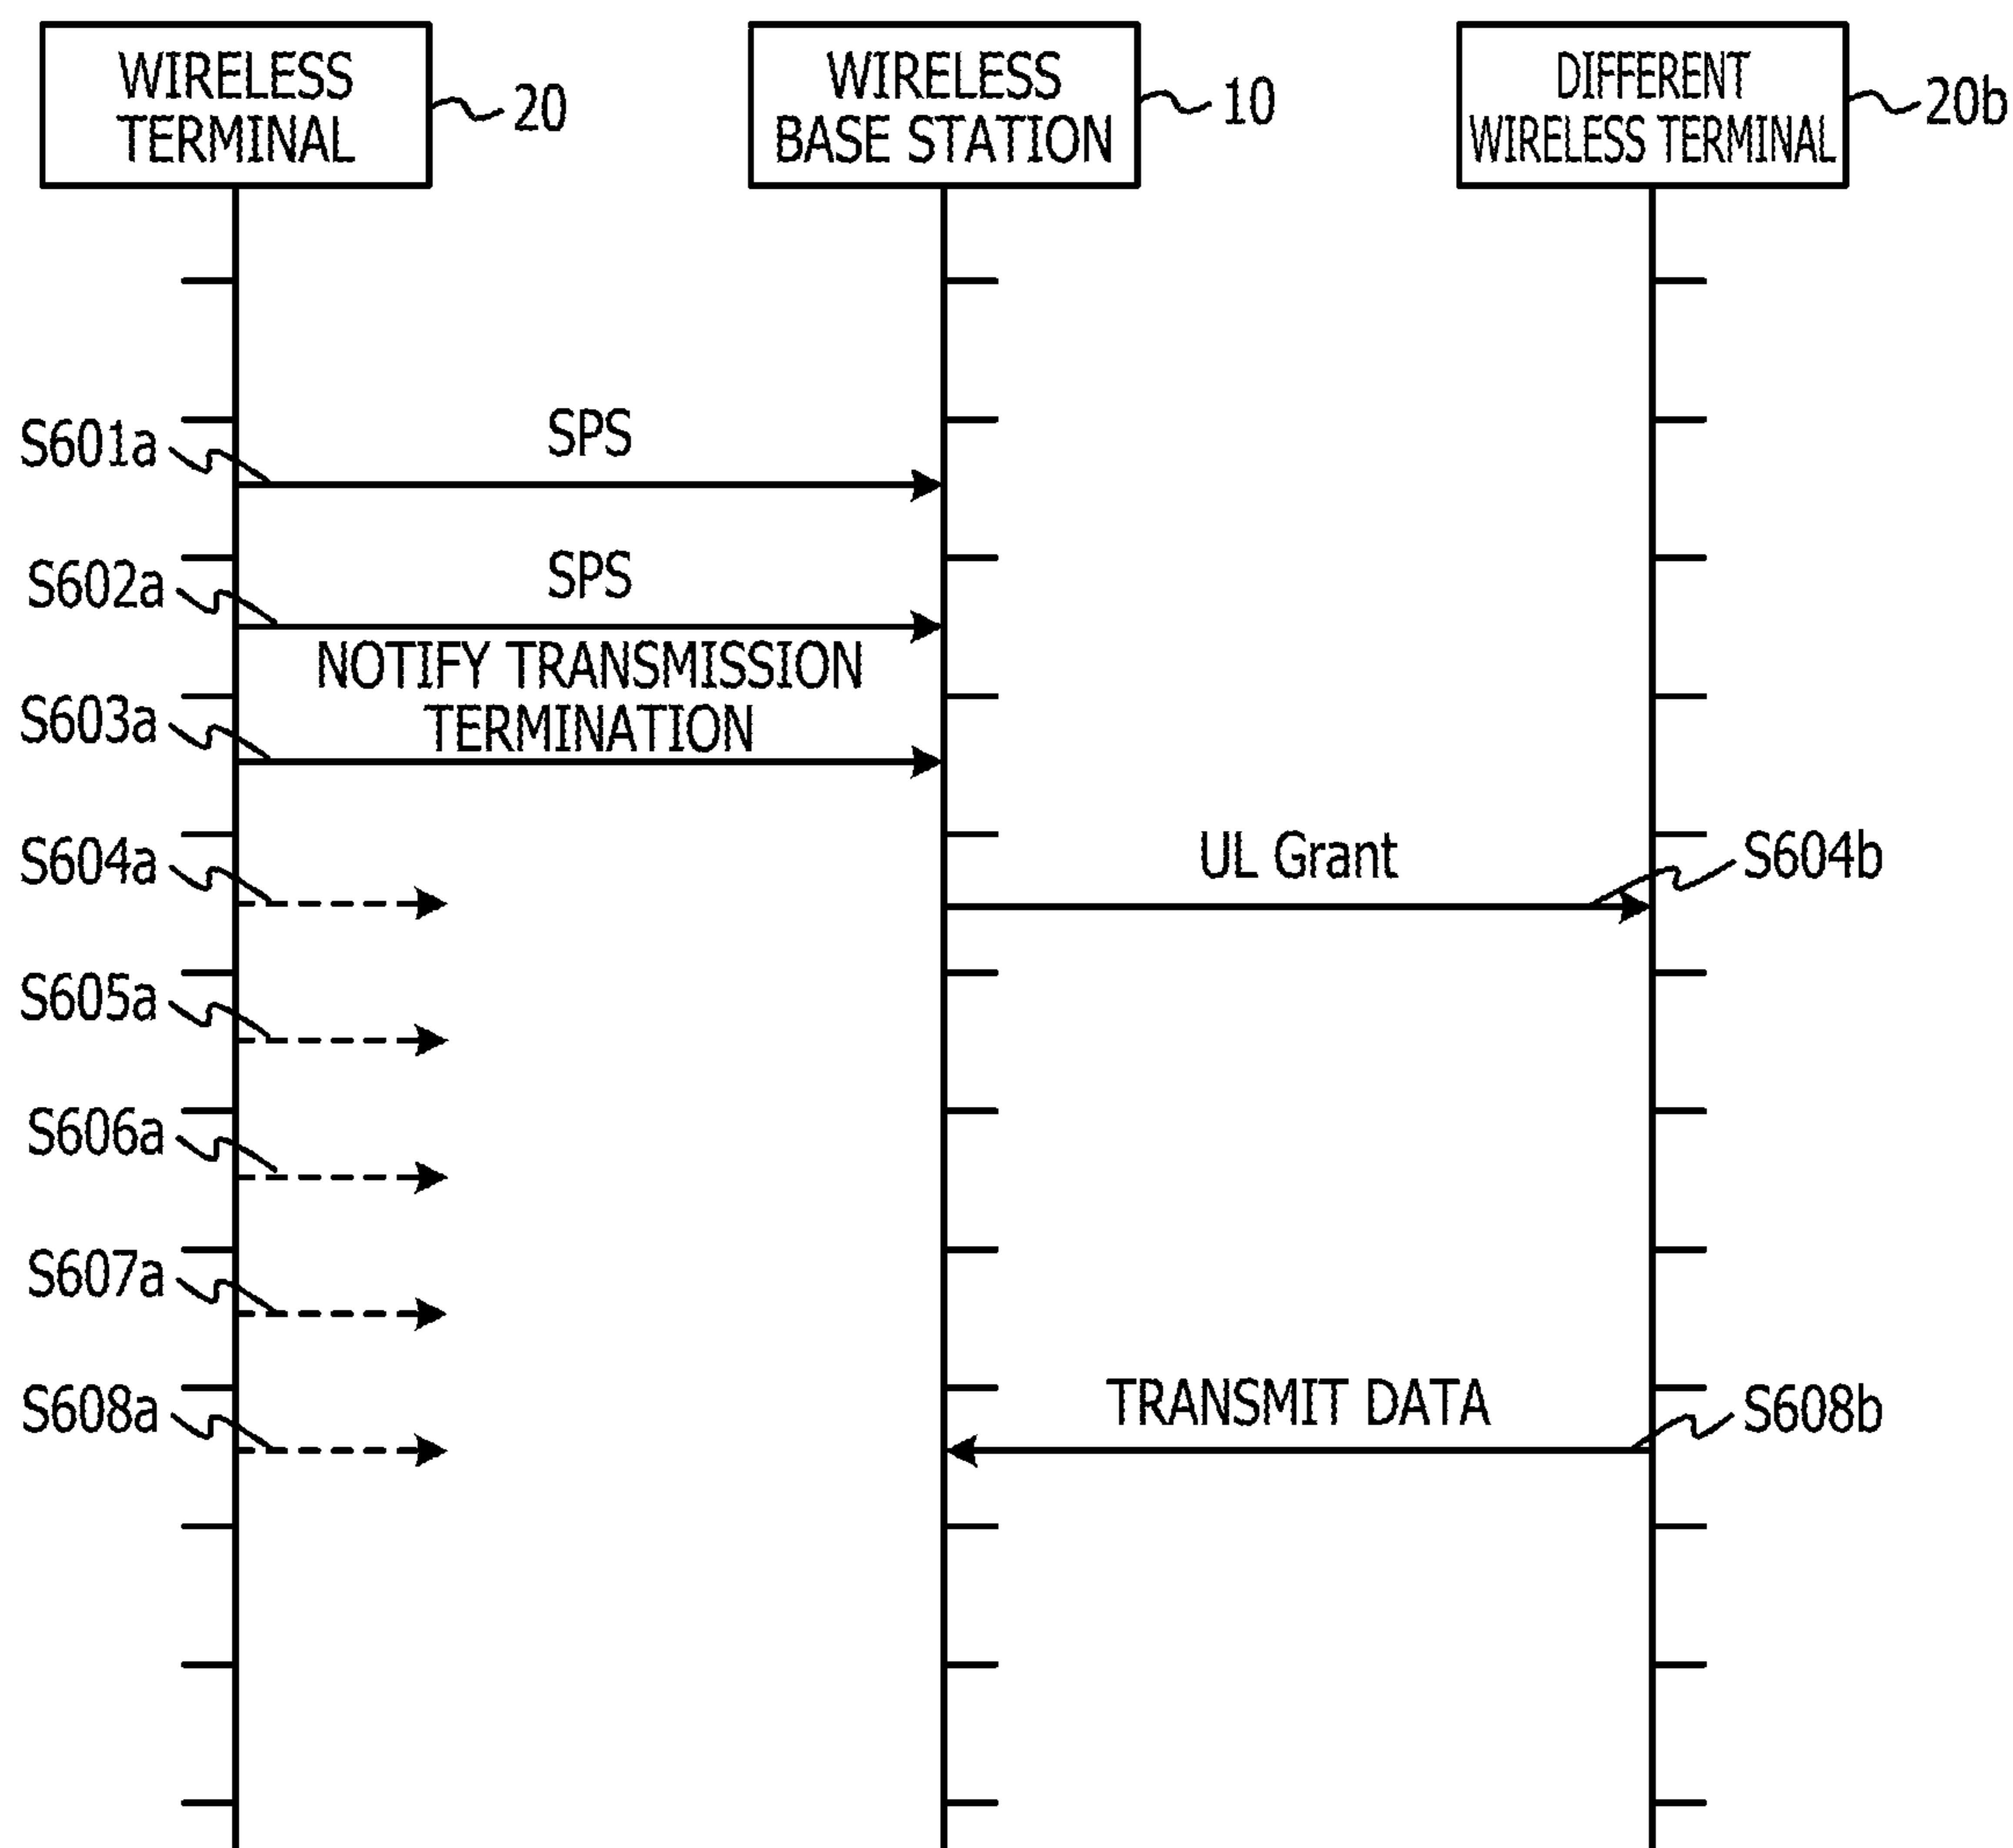 WIRELESS
TERMINAL
20
WIRELESS
BASE STATION
10
DIFFERENT
WIRELESS TERMINAL
20b
S601a
SPS
S602a
SPS
NOTIFY TRANSMISSION
TERMINATION
S603a
S604a
UL Grant
S604b
S605a
S606a
S607a
S608a
TRANSMIT DATA
S608b